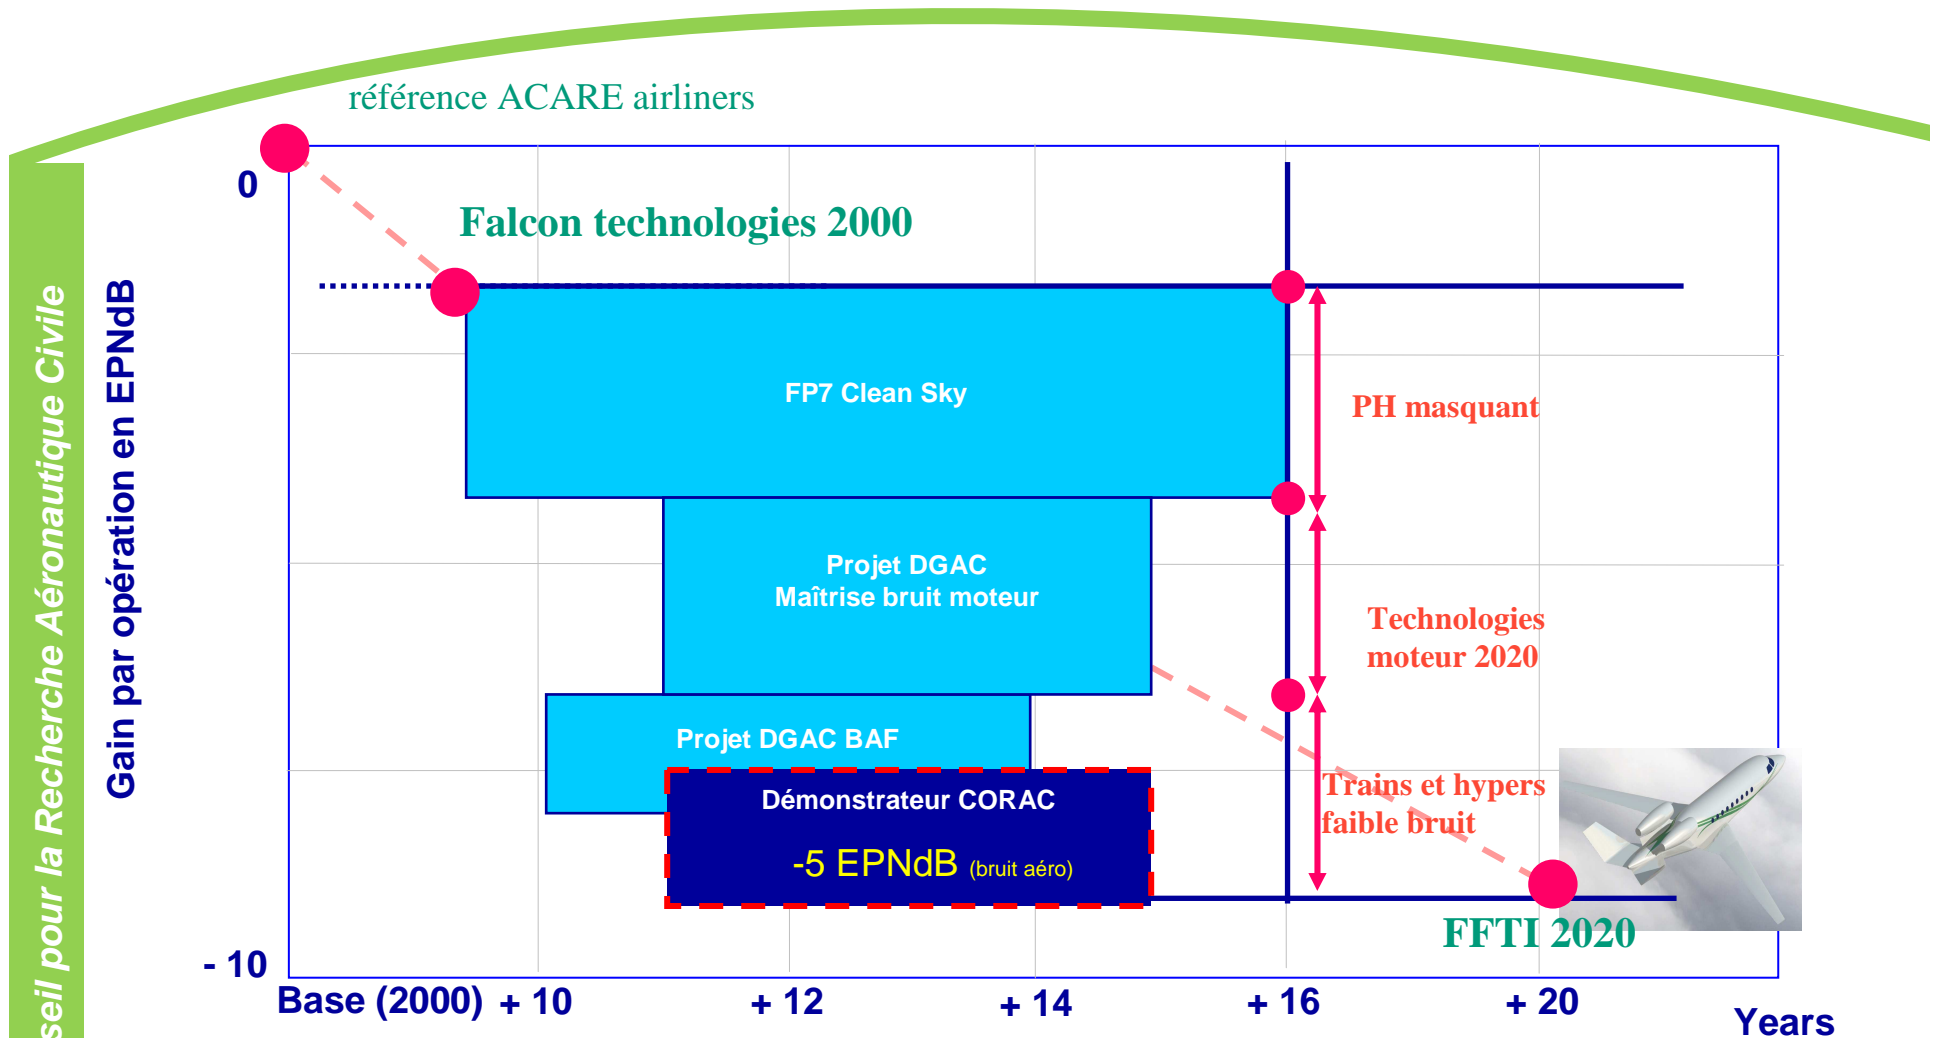 référence ACARE airliners
0
Falcon technologies 2000
Gain par opération en EPNdB
seil pour la Recherche Aéronautique Civile
FP7 Clean Sky
PH masquant
Projet DGAC
Maîtrise bruit moteur
Technologies
moteur 2020
Projet DGAC BAF
Trains et hypers
faible bruit
Démonstrateur CORAC
-5 EPNdB (bruit aéro)
FFTI 2020
- 10
Base (2000) + 10 + 12 + 14 + 16 + 20
Years